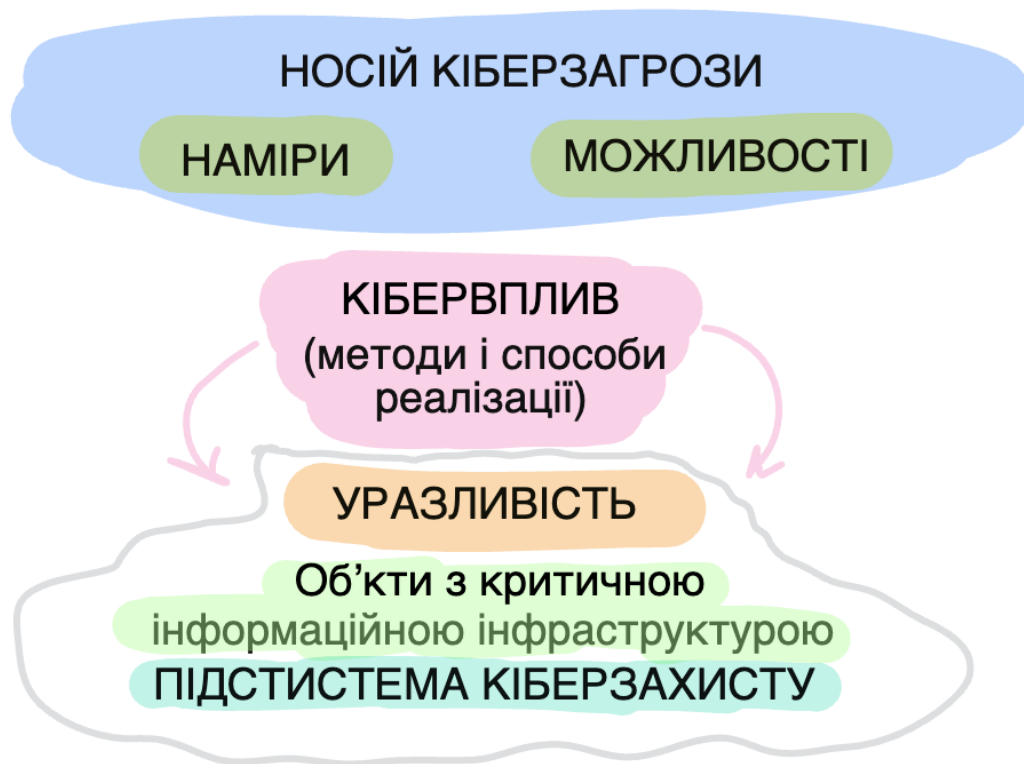 НОСІЙ КІБЕРЗАГРОЗИ
НАМІРИ МОЖЛИВОСТІ
КІБЕРВПЛИВ
(методи і способи
реалізації)
УРАЗЛИВІСТЬ
Об’кти з критичною
інформаційною інфраструктурою
ПІДСТИСТЕМА КІБЕРЗАХИСТУ